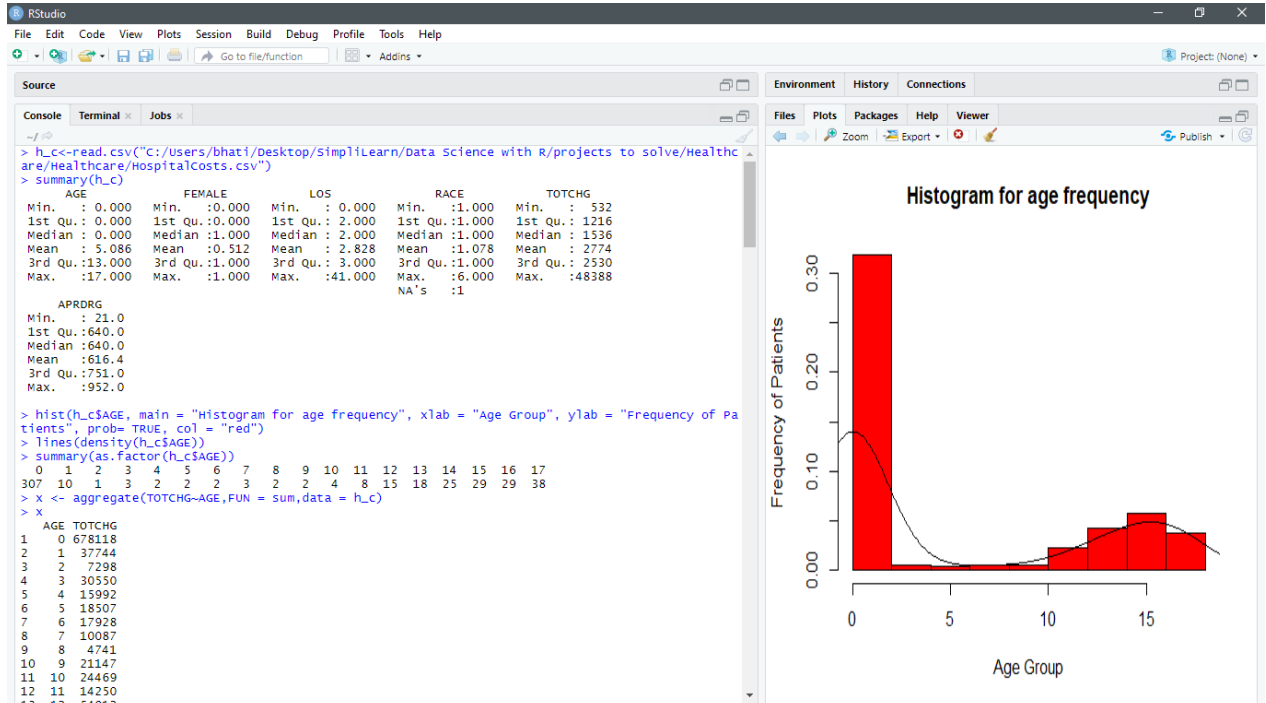 RStudio
File Edit Code View Plots Session Build Debug Profile Tools Help
Go to file/function
Addins
Project: (None)
Source
Console Terminal Jobs
~/
> h_c<-read.csv("C:/Users/bhati/Desktop/SimpliLearn/Data Science with R/projects to solve/Healthc
are/Healthcare/HospitalCosts.csv")
> summary(h_c)
AGE FEMALE LOS RACE TOTCHG
Min. : 0.000 Min. :0.000 Min. : 0.000 Min. :1.000 Min. : 532
1st Qu.: 0.000 1st Qu.:0.000 1st Qu.: 2.000 1st Qu.:1.000 1st Qu.: 1216
Median : 0.000 Median :1.000 Median : 2.000 Median :1.000 Median : 1536
Mean : 5.086 Mean :0.512 Mean : 2.828 Mean :1.078 Mean : 2774
3rd Qu.:13.000 3rd Qu.:1.000 3rd Qu.: 3.000 3rd Qu.:1.000 3rd Qu.: 2530
Max. :17.000 Max. :1.000 Max. :41.000 Max. :6.000 Max. :48388
NA's :1
APRDRG
Min. : 21.0
1st Qu.:640.0
Median :640.0
Mean :616.4
3rd Qu.:751.0
Max. :952.0
> hist(h_c$AGE, main = "Histogram for age frequency", xlab = "Age Group", ylab = "Frequency of Pa
tients", prob= TRUE, col = "red")
> lines(density(h_c$AGE))
> summary(as.factor(h_c$AGE))
0 1 2 3 4 5 6 7 8 9 10 11 12 13 14 15 16 17
307 10 1 3 2 2 2 3 2 2 4 8 15 18 25 29 29 38
> x <- aggregate(TOTCHG~AGE,FUN = sum,data = h_c)
> x
AGE TOTCHG
1 0 678118
2 1 37744
3 2 7298
4 3 30550
5 4 15992
6 5 18507
7 6 17928
8 7 10087
9 8 4741
10 9 21147
11 10 24469
12 11 14250
Environment History Connections
Files Plots Packages Help Viewer
Zoom Export Publish
Histogram for age frequency
Frequency of Patients
0.30
0.20
0.10
0.00
0 5 10 15
Age Group